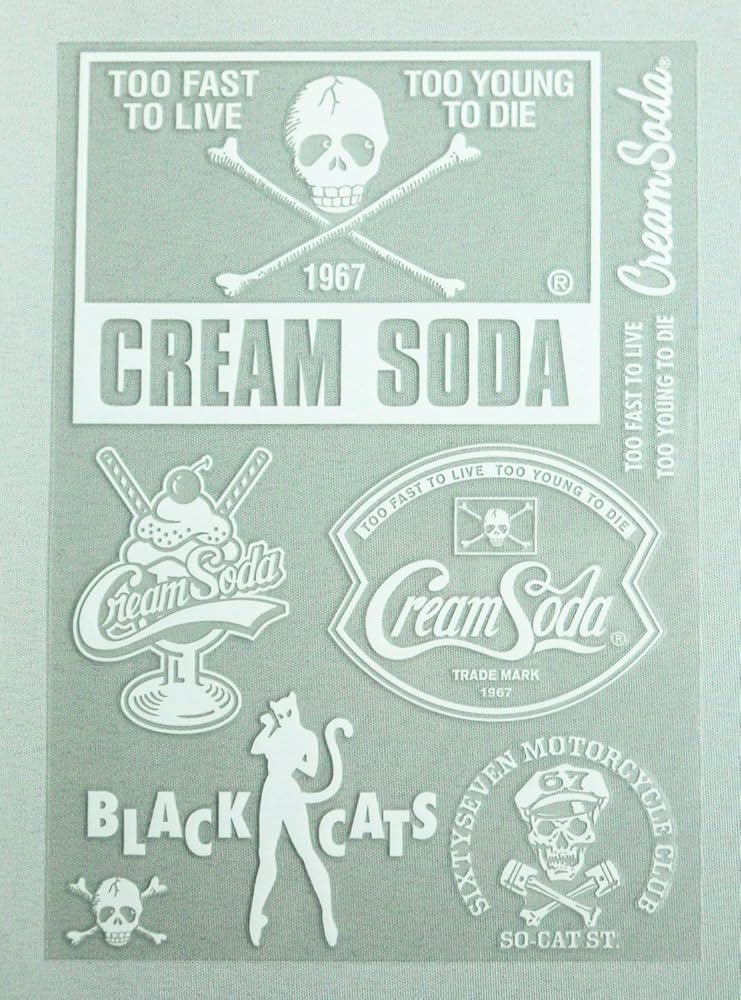 TOO FAST
TO LIVE
TOO YOUNG
TO DIE
1967
®
CREAM SODA
Cream Soda®
TOO FAST TO LIVE
TOO YOUNG TO DIE
Cream Soda
TOO FAST TO LIVE TOO YOUNG TO DIE
Cream Soda®
TRADE MARK
1967
BLACK CATS
SIXTYSEVEN MOTORCYCLE CLUB
67
SO-CAT ST.